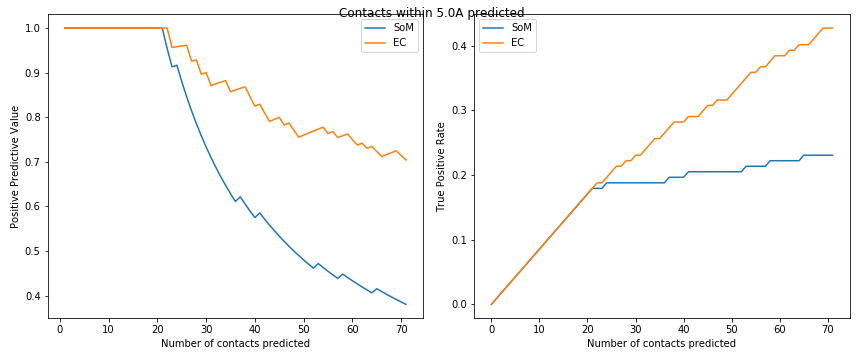 Contacts within 5.0A predicted
SoM
EC
1.0
0.9
0.8
0.7
0.6
0.5
0.4
Positive Predictive Value
0 10 20 30 40 50 60 70
Number of contacts predicted
SoM
EC
0.4
0.3
0.2
0.1
0.0
True Positive Rate
0 10 20 30 40 50 60 70
Number of contacts predicted